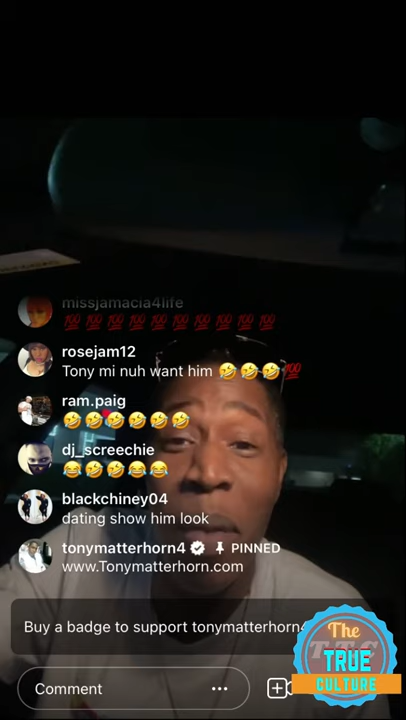 missjamacia4life
💯💯💯💯💯💯💯💯💯💯
rosejam12
Tony mi nuh want him 🤣🤣🤣💯
ram.paig
🤣🤣🤣🤣🤣🤣
dj_screechie
😂🤣🤣😂😂
blackchiney04
dating show him look
tonymatterhorn4 PINNED
www.Tonymatterhorn.com
Buy a badge to support tonymatterhorn4
Comment
The
TRUE
CULTURE